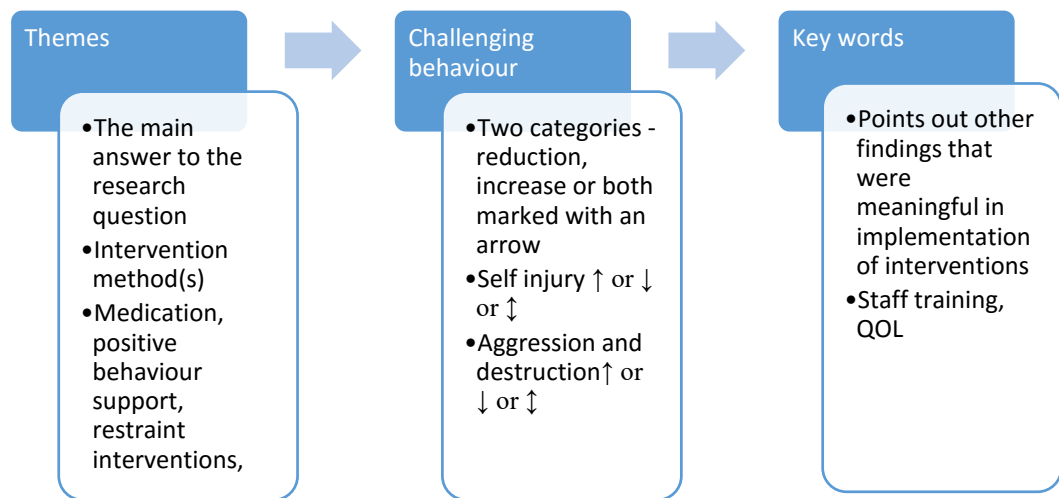 Themes
•The main
answer to the
research
question
•Intervention
method(s)
•Medication,
positive
behaviour
support,
restraint
interventions,
Challenging
behaviour
•Two categories -
reduction,
increase or both
marked with an
arrow
•Self injury ↑ or ↓
or ↕
•Aggression and
destruction↑ or
↓ or ↕
Key words
•Points out other
findings that
were
meaningful in
implementation
of interventions
•Staff training,
QOL